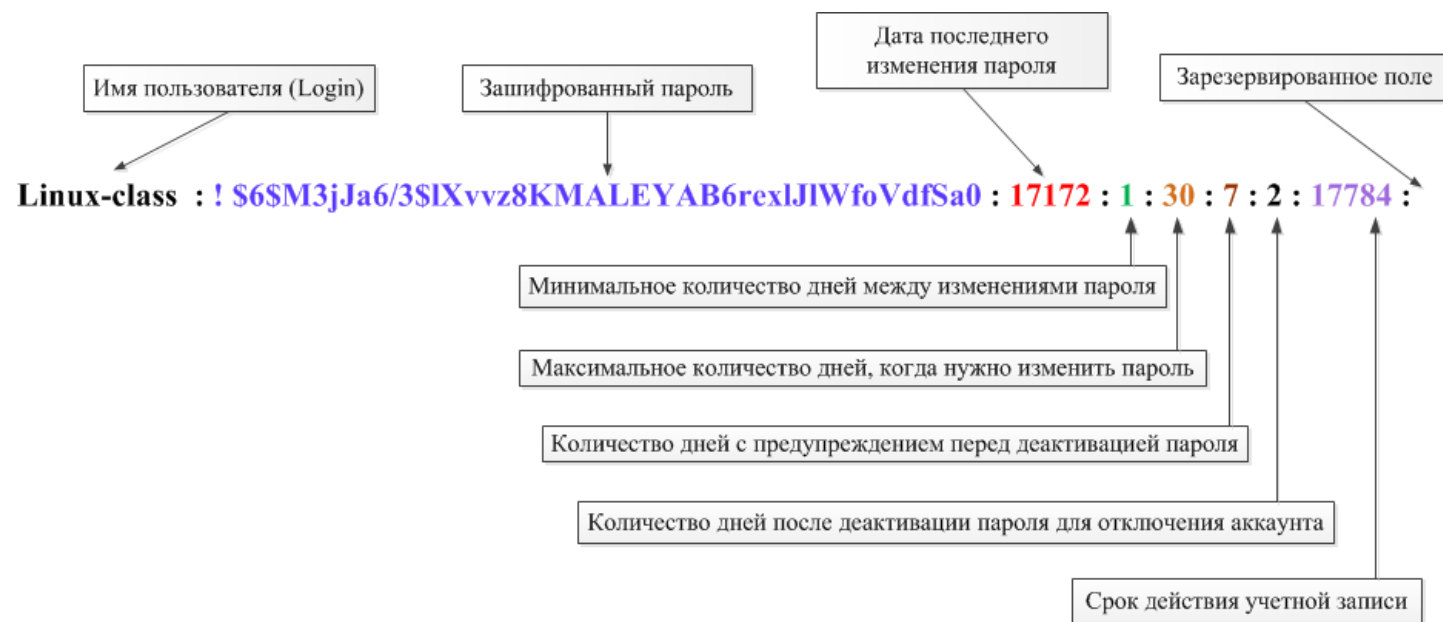 Дата последнего
изменения пароля
Имя пользователя (Login)
Зашифрованный пароль
Зарезервированное поле
Linux-class : ! $6$M3jJa6/3$lXvvz8KMALEYAB6rexlJlWfoVdfSa0 : 17172 : 1 : 30 : 7 : 2 : 17784 :
Минимальное количество дней между изменениями пароля
Максимальное количество дней, когда нужно изменить пароль
Количество дней с предупреждением перед деактивацией пароля
Количество дней после деактивации пароля для отключения аккаунта
Срок действия учетной записи